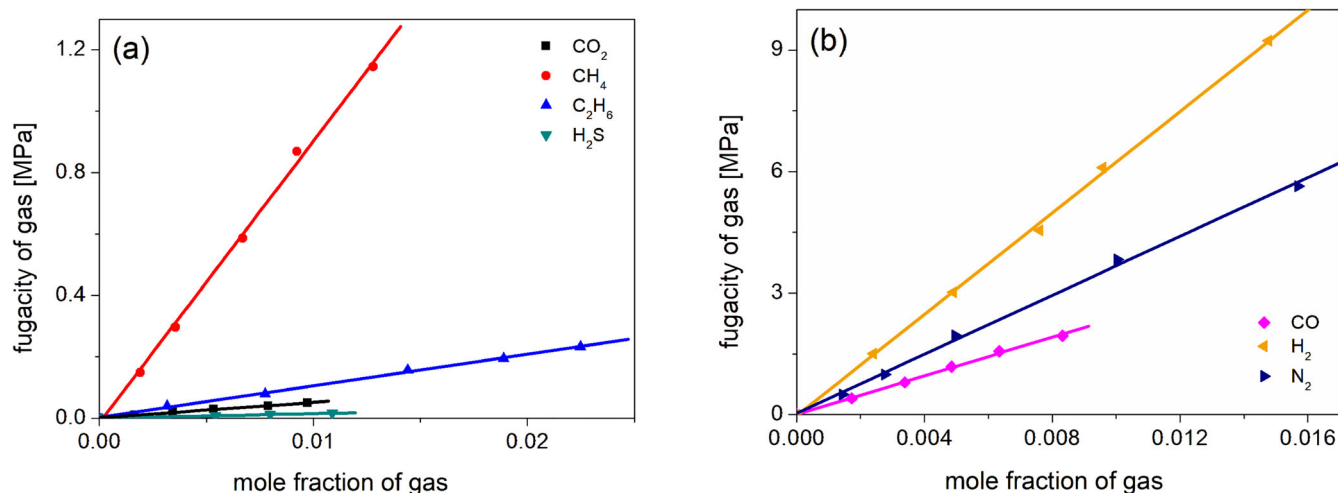 (a)
fugacity of gas [MPa]
1.2
0.8
0.4
0.0
CO₂
CH₄
C₂H₆
H₂S
0.00 0.01 0.02
mole fraction of gas
(b)
fugacity of gas [MPa]
9
6
3
0
CO
H₂
N₂
0.000 0.004 0.008 0.012 0.016
mole fraction of gas